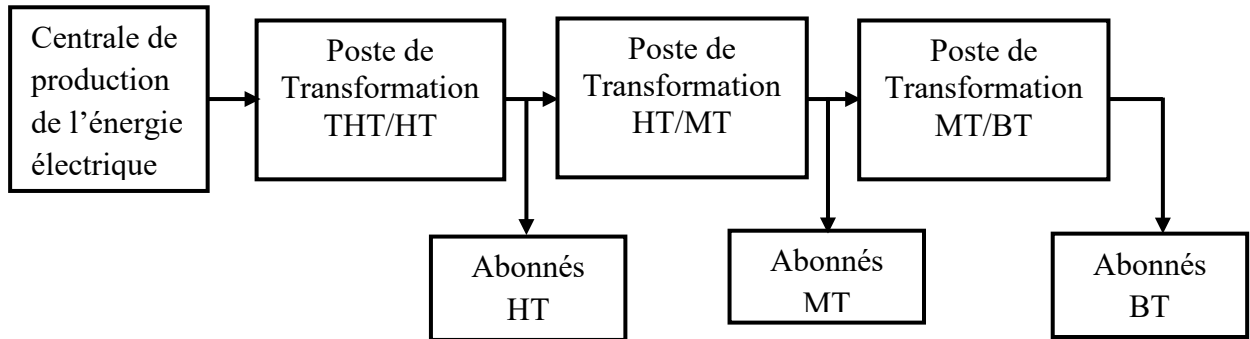 Centrale de
production
de l’énergie
électrique
Poste de
Transformation
THT/HT
Poste de
Transformation
HT/MT
Poste de
Transformation
MT/BT
Abonnés
HT
Abonnés
MT
Abonnés
BT